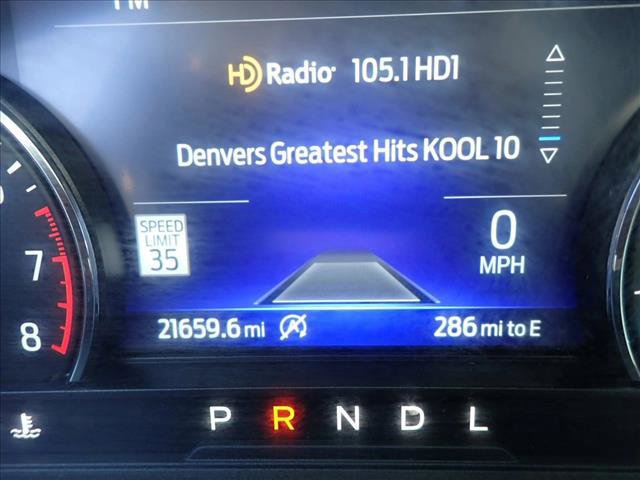 HD Radio 105.1 HD1
Denvers Greatest Hits KOOL 10
SPEED
LIMIT
35
0
MPH
7
8
21659.6 mi
286 mi to E
P R N D L